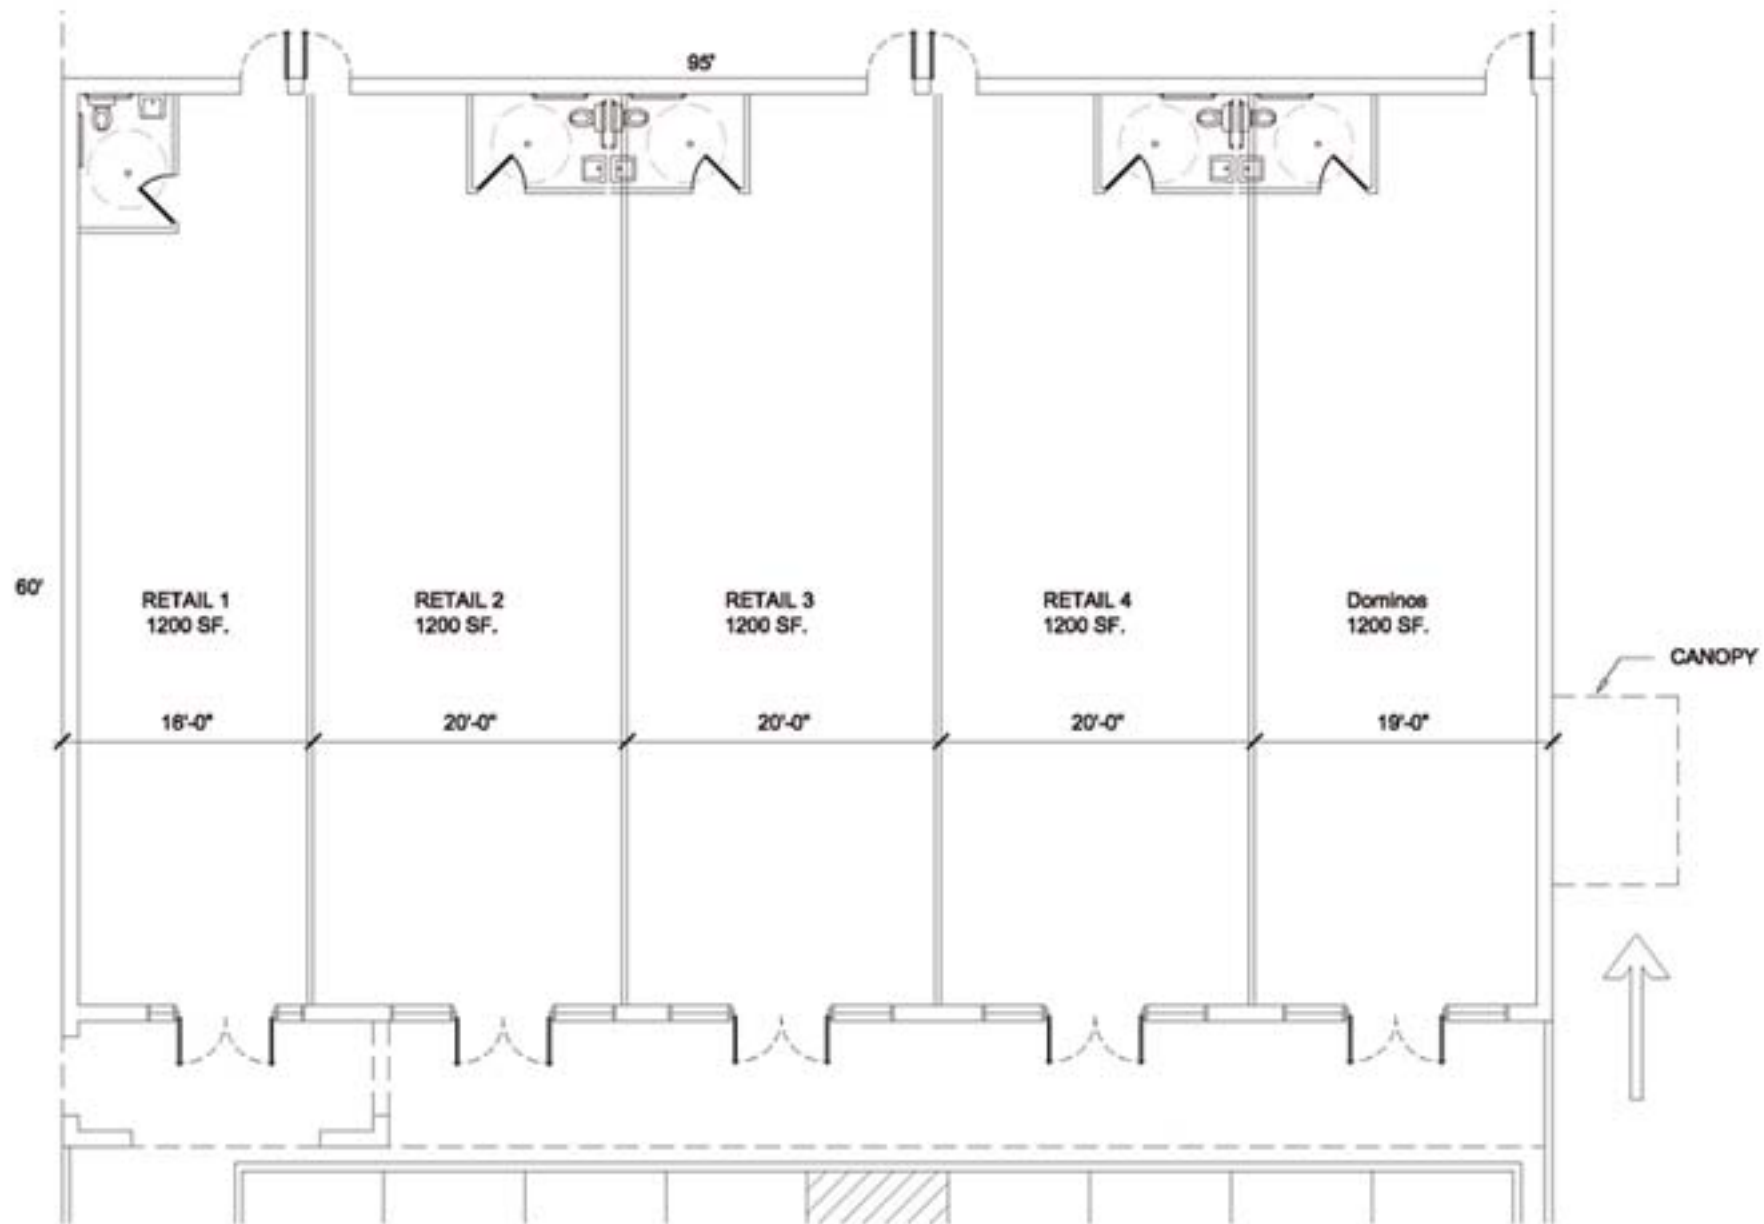 95'
60'
RETAIL 1
1200 SF.
RETAIL 2
1200 SF.
RETAIL 3
1200 SF.
RETAIL 4
1200 SF.
Dominos
1200 SF.
CANOPY
16'-0"
20'-0"
20'-0"
20'-0"
19'-0"